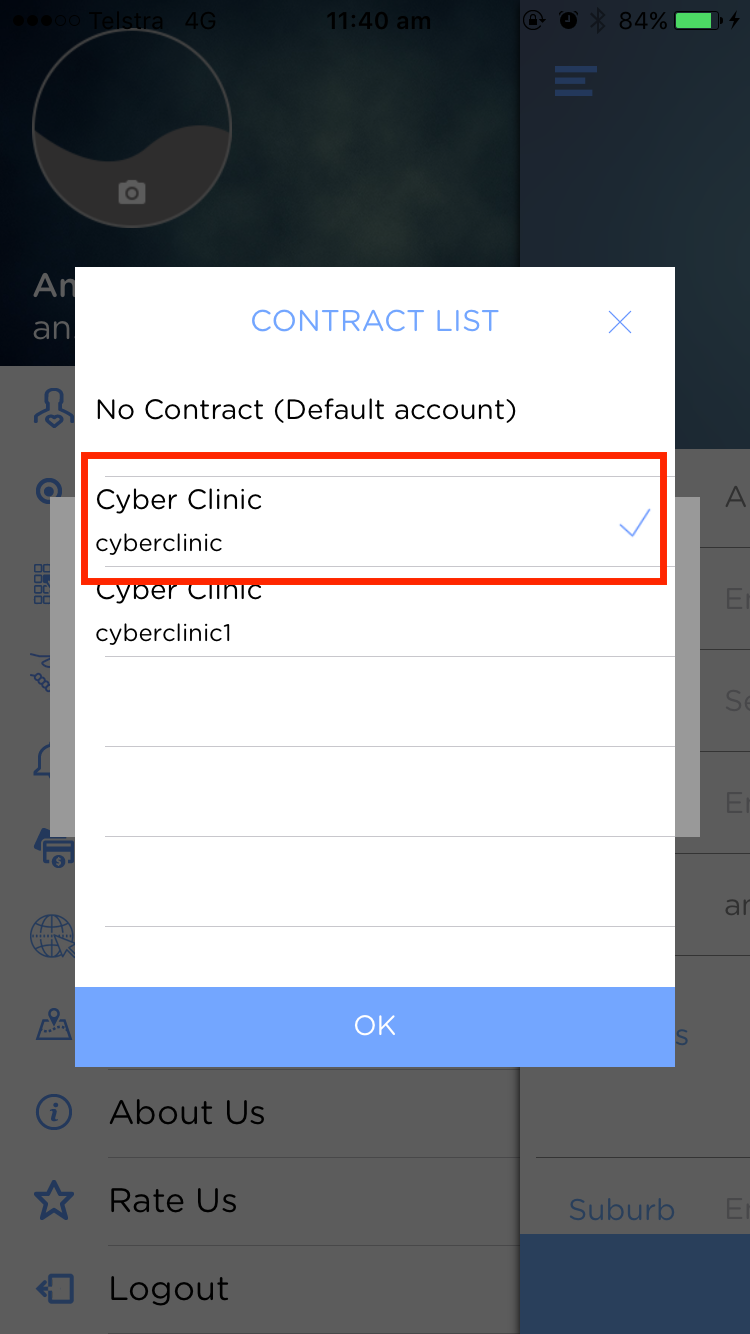 Telstra 4G 11:40 am 84%
CONTRACT LIST
No Contract (Default account)
Cyber Clinic
cyberclinic
Cyber Clinic
cyberclinic1
OK
About Us
Rate Us
Suburb
Logout